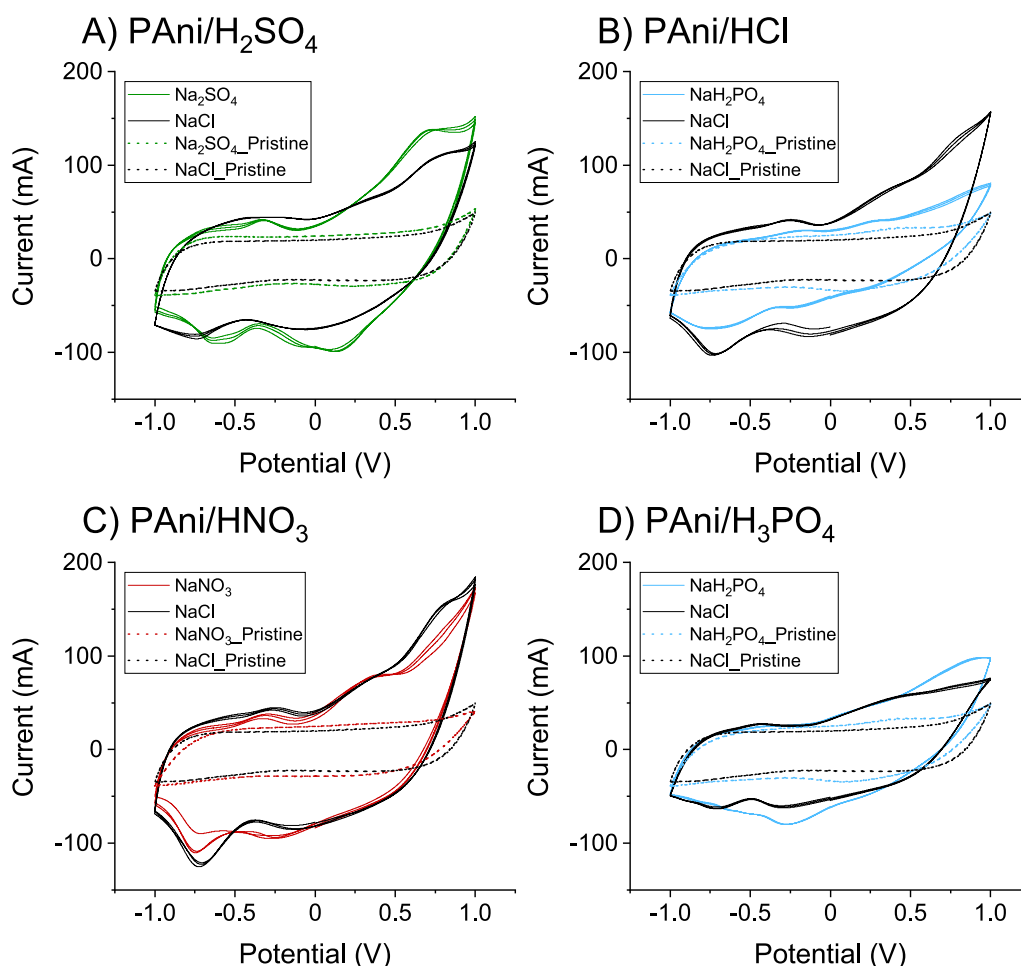 A) PAni/H₂SO₄
200
100
0
-100
Current (mA)
Na₂SO₄
NaCl
Na₂SO₄_Pristine
NaCl_Pristine
-1.0 -0.5 0 0.5 1.0
Potential (V)
B) PAni/HCl
200
100
0
-100
Current (mA)
NaH₂PO₄
NaCl
NaH₂PO₄_Pristine
NaCl_Pristine
-1.0 -0.5 0 0.5 1.0
Potential (V)
C) PAni/HNO₃
200
100
0
-100
Current (mA)
NaNO₃
NaCl
NaNO₃_Pristine
NaCl_Pristine
-1.0 -0.5 0 0.5 1.0
Potential (V)
D) PAni/H₃PO₄
200
100
0
-100
Current (mA)
NaH₂PO₄
NaCl
NaH₂PO₄_Pristine
NaCl_Pristine
-1.0 -0.5 0 0.5 1.0
Potential (V)